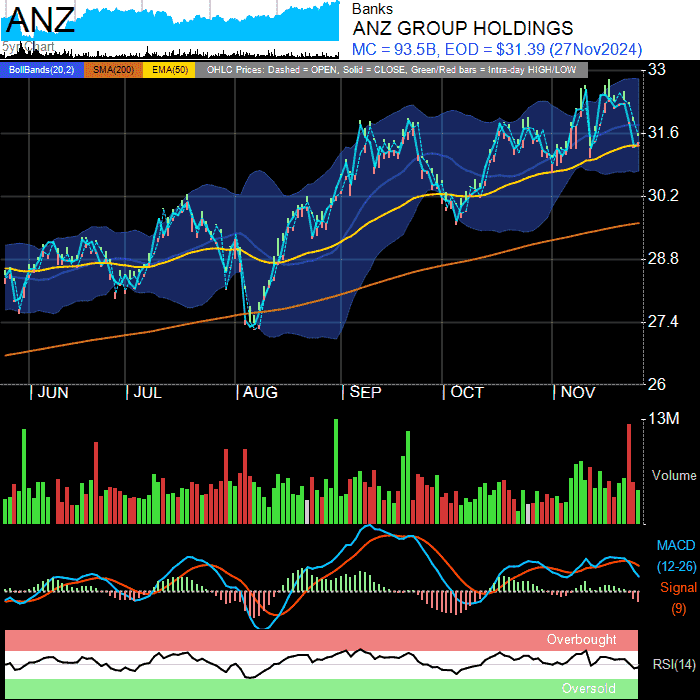 ANZ
5yr Chart
Banks
ANZ GROUP HOLDINGS
MC = 93.5B, EOD = $31.39 (27Nov2024)
BollBands(20,2) SMA(200) EMA(50) OHLC Prices: Dashed = OPEN, Solid = CLOSE, Green/Red bars = Intra-day HIGH/LOW
33
31.6
30.2
28.8
27.4
26
JUN JUL AUG SEP OCT NOV
13M
Volume
MACD
(12-26)
Signal
(9)
Overbought
RSI(14)
Oversold